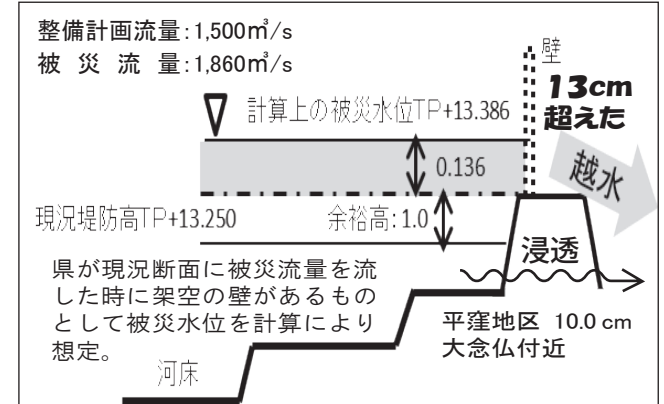 整備計画流量：1,500㎥/s
被災流量：1,860㎥/s
壁
13cm
超えた
計算上の被災水位TP+13.386
0.136
越水
現況堤防高TP+13.250
余裕高：1.0
浸透
県が現況断面に被災流量を流
した時に架空の壁があるもの
として被災水位を計算により
想定。
平窪地区 10.0 cm
大念仏付近
河床